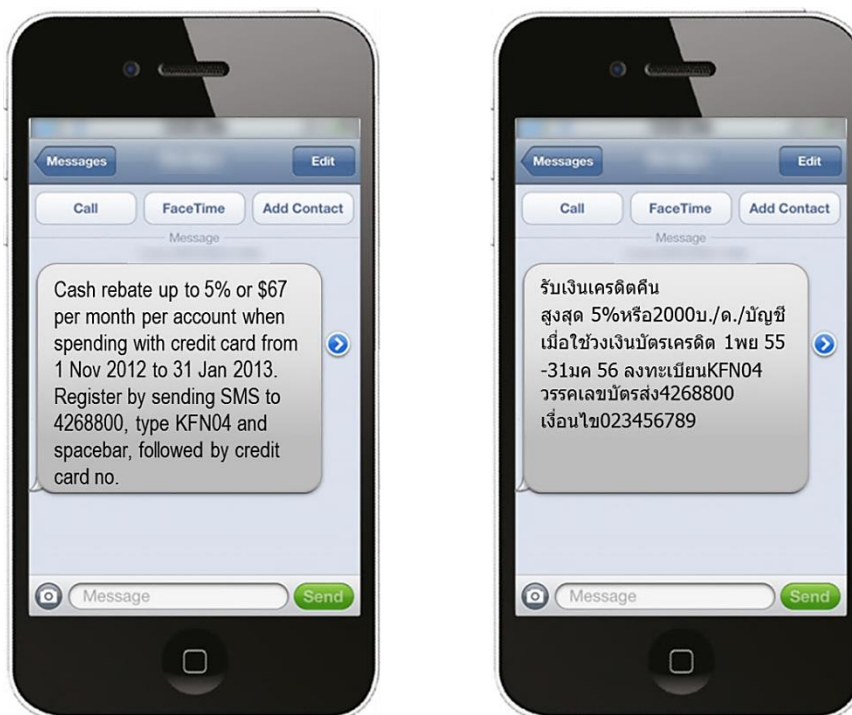 Messages
Edit
Call FaceTime Add Contact
Message
Cash rebate up to 5% or $67
per month per account when
spending with credit card from
1 Nov 2012 to 31 Jan 2013.
Register by sending SMS to
4268800, type KFN04 and
spacebar, followed by credit
card no.
Message
Send
Messages
Edit
Call FaceTime Add Contact
Message
รับเงินเครดิตคืน
สูงสุด 5%หรือ2000บ./ด./บัญชี
เมื่อใช้วงเงินบัตรเครดิต 1พย 55
-31มค 56 ลงทะเบียนKFN04
วรรคเลขบัตรส่ง4268800
เงื่อนไข023456789
Message
Send